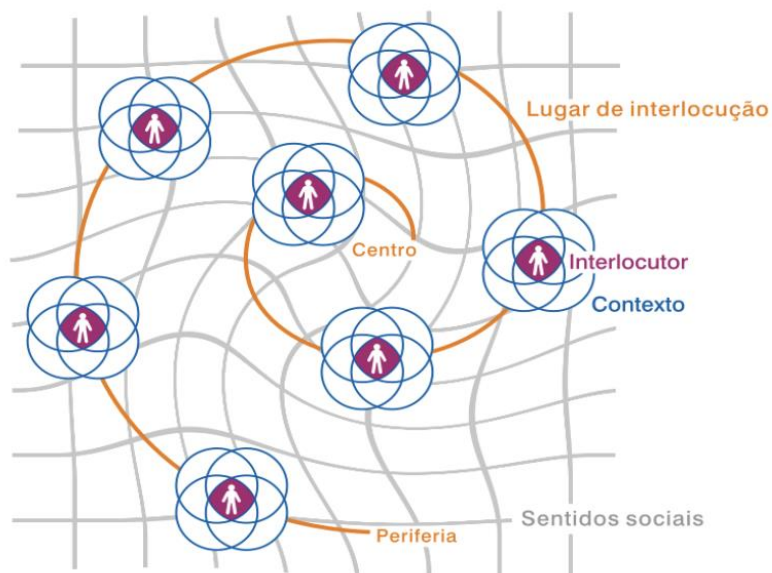 Lugar de interlocução
Centro
Interlocutor
Contexto
Sentidos sociais
Periferia